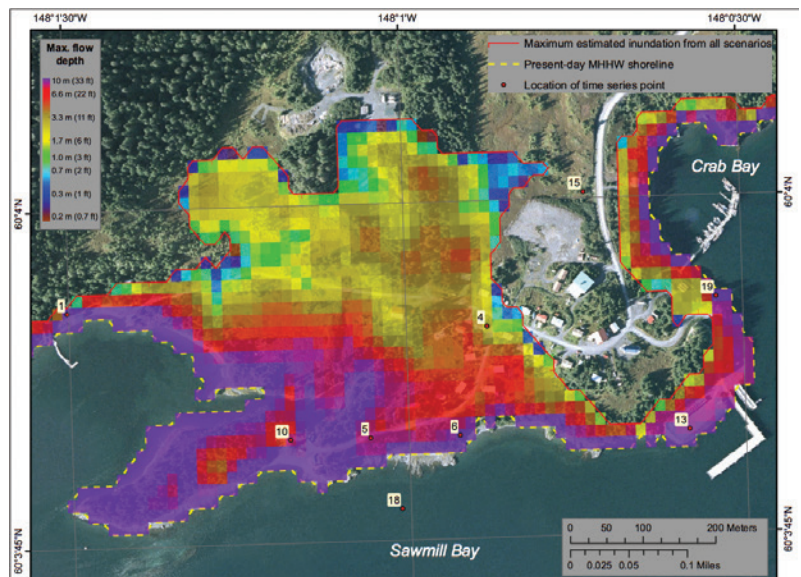 148°1'30"W
148°1'W
148°0'30"W
Max. flow
depth
10 m (33 ft)
6.6 m (22 ft)
3.3 m (11 ft)
1.7 m (6 ft)
1.0 m (3 ft)
0.7 m (2 ft)
0.3 m (1 ft)
0.2 m (0.7 ft)
Maximum estimated inundation from all scenarios
Present-day MHHW shoreline
Location of time series point
Crab Bay
15
60°4'N
60°4'N
19
1
4
10
5
6
13
18
Sawmill Bay
0 50 100 200 Meters
0 0.025 0.05 0.1 Miles
60°3'45"N
60°3'45"N